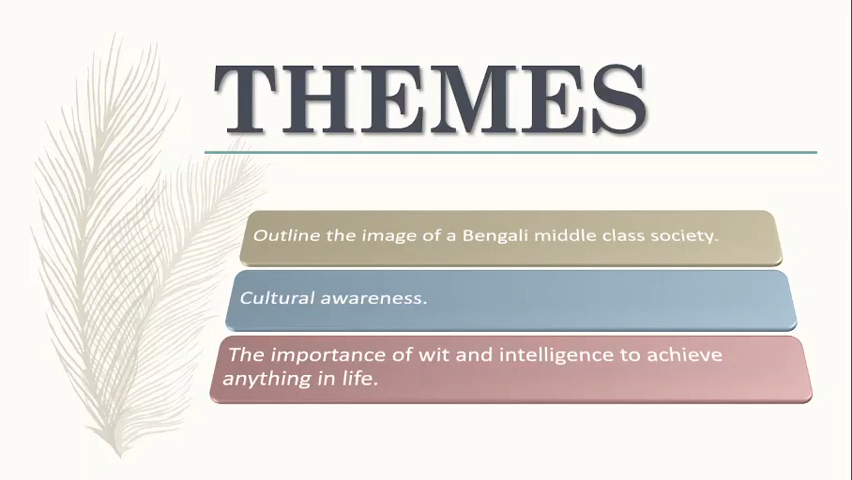 THEMES
Outline the image of a Bengali middle class society.
Cultural awareness.
The importance of wit and intelligence to achieve
anything in life.